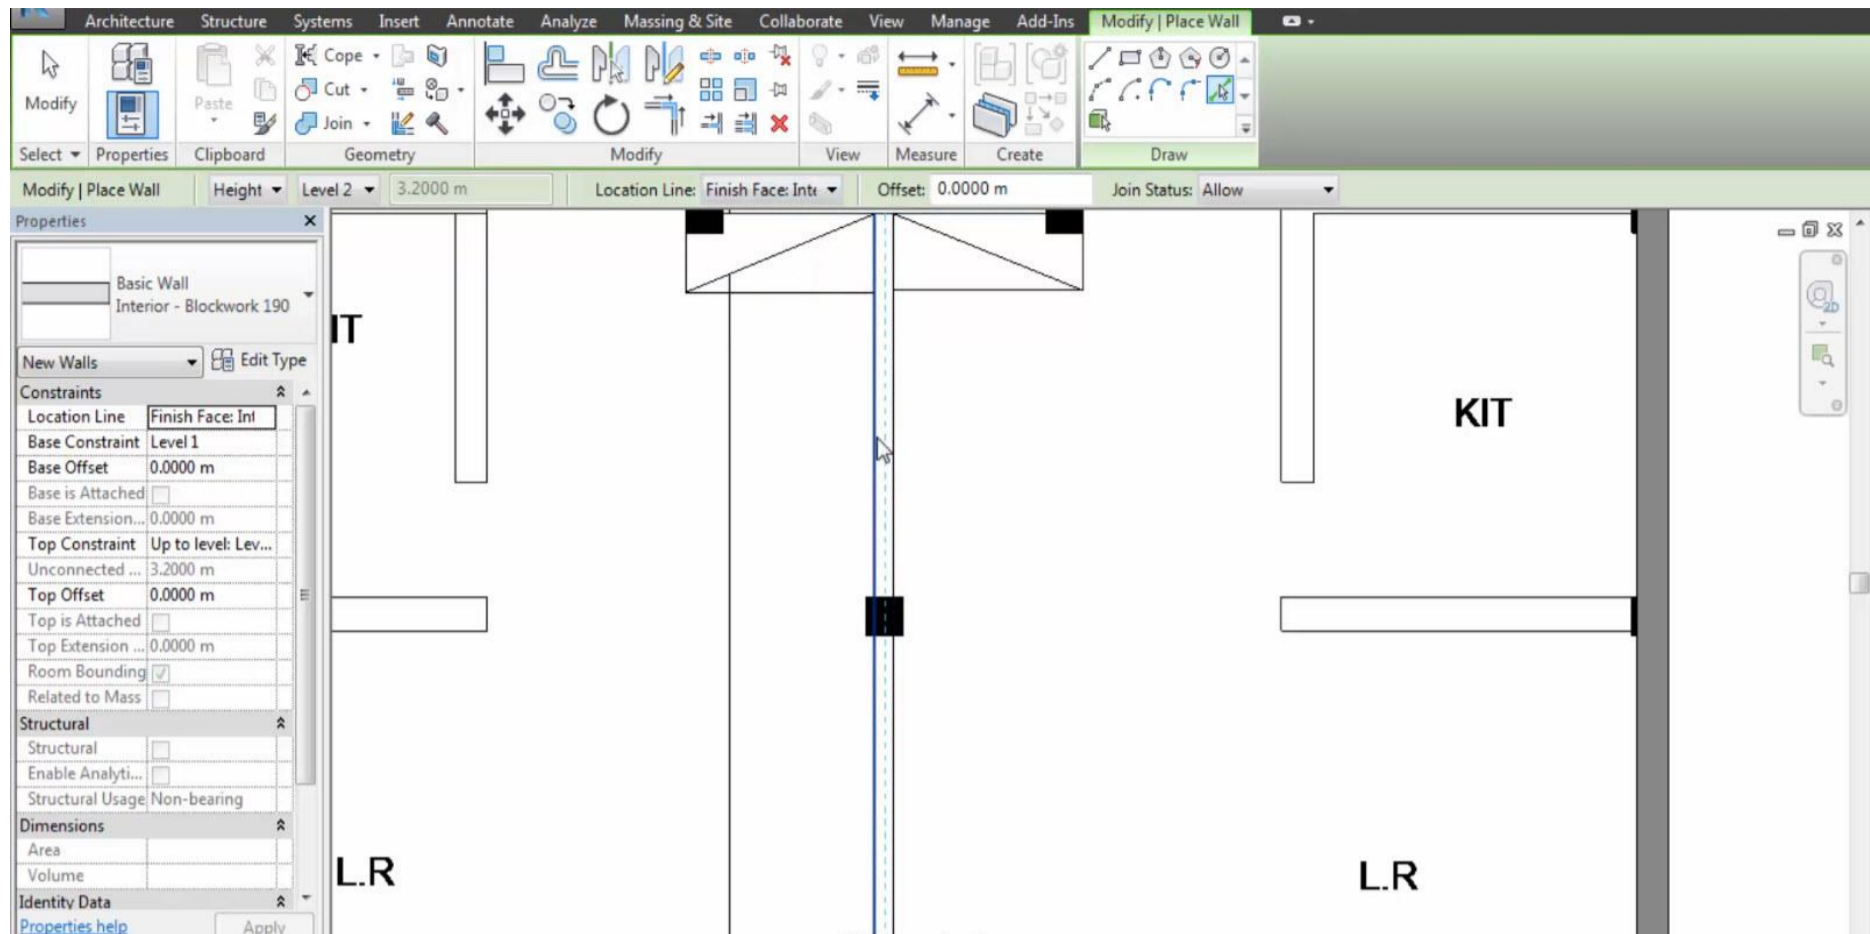 Architecture Structure Systems Insert Annotate Analyze Massing & Site Collaborate View Manage Add-Ins Modify | Place Wall
Cope
Cut
Modify Paste
Join
Select Properties Clipboard Geometry Modify View Measure Create Draw
Modify | Place Wall Height Level 2 3.2000 m Location Line: Finish Face: Inte Offset: 0.0000 m Join Status: Allow
Properties
Basic Wall
Interior - Blockwork 190
New Walls Edit Type
Constraints
Location Line Finish Face: Int
Base Constraint Level 1
Base Offset 0.0000 m
Base is Attached
Base Extension... 0.0000 m
Top Constraint Up to level: Lev...
Unconnected ... 3.2000 m
Top Offset 0.0000 m
Top is Attached
Top Extension ... 0.0000 m
Room Bounding
Related to Mass
Structural
Structural
Enable Analyti...
Structural Usage Non-bearing
Dimensions
Area
Volume
Identity Data
Properties help Apply
IT
KIT
L.R
L.R
2D